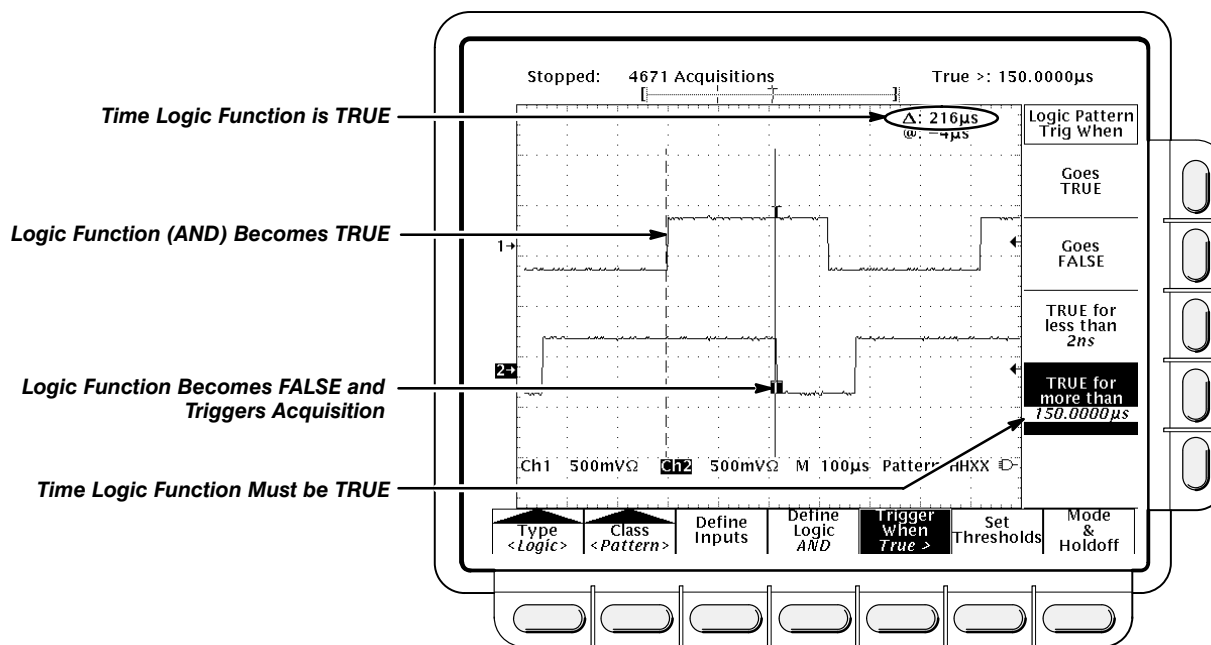 Stopped: 4671 Acquisitions True >: 150.0000µs
Time Logic Function is TRUE
Δ: 216µs
@: −4µs
Logic Pattern
Trig When
Goes
TRUE
Logic Function (AND) Becomes TRUE
1
Goes
FALSE
TRUE for
less than
2ns
2
Logic Function Becomes FALSE and
Triggers Acquisition
TRUE for
more than
150.0000µs
Ch1 500mVΩ Ch2 500mVΩ M 100µs Pattern HHXX
Time Logic Function Must be TRUE
Type
<Logic>
Class
<Pattern>
Define
Inputs
Define
Logic
AND
Trigger
When
True >
Set
Thresholds
Mode
&
Holdoff